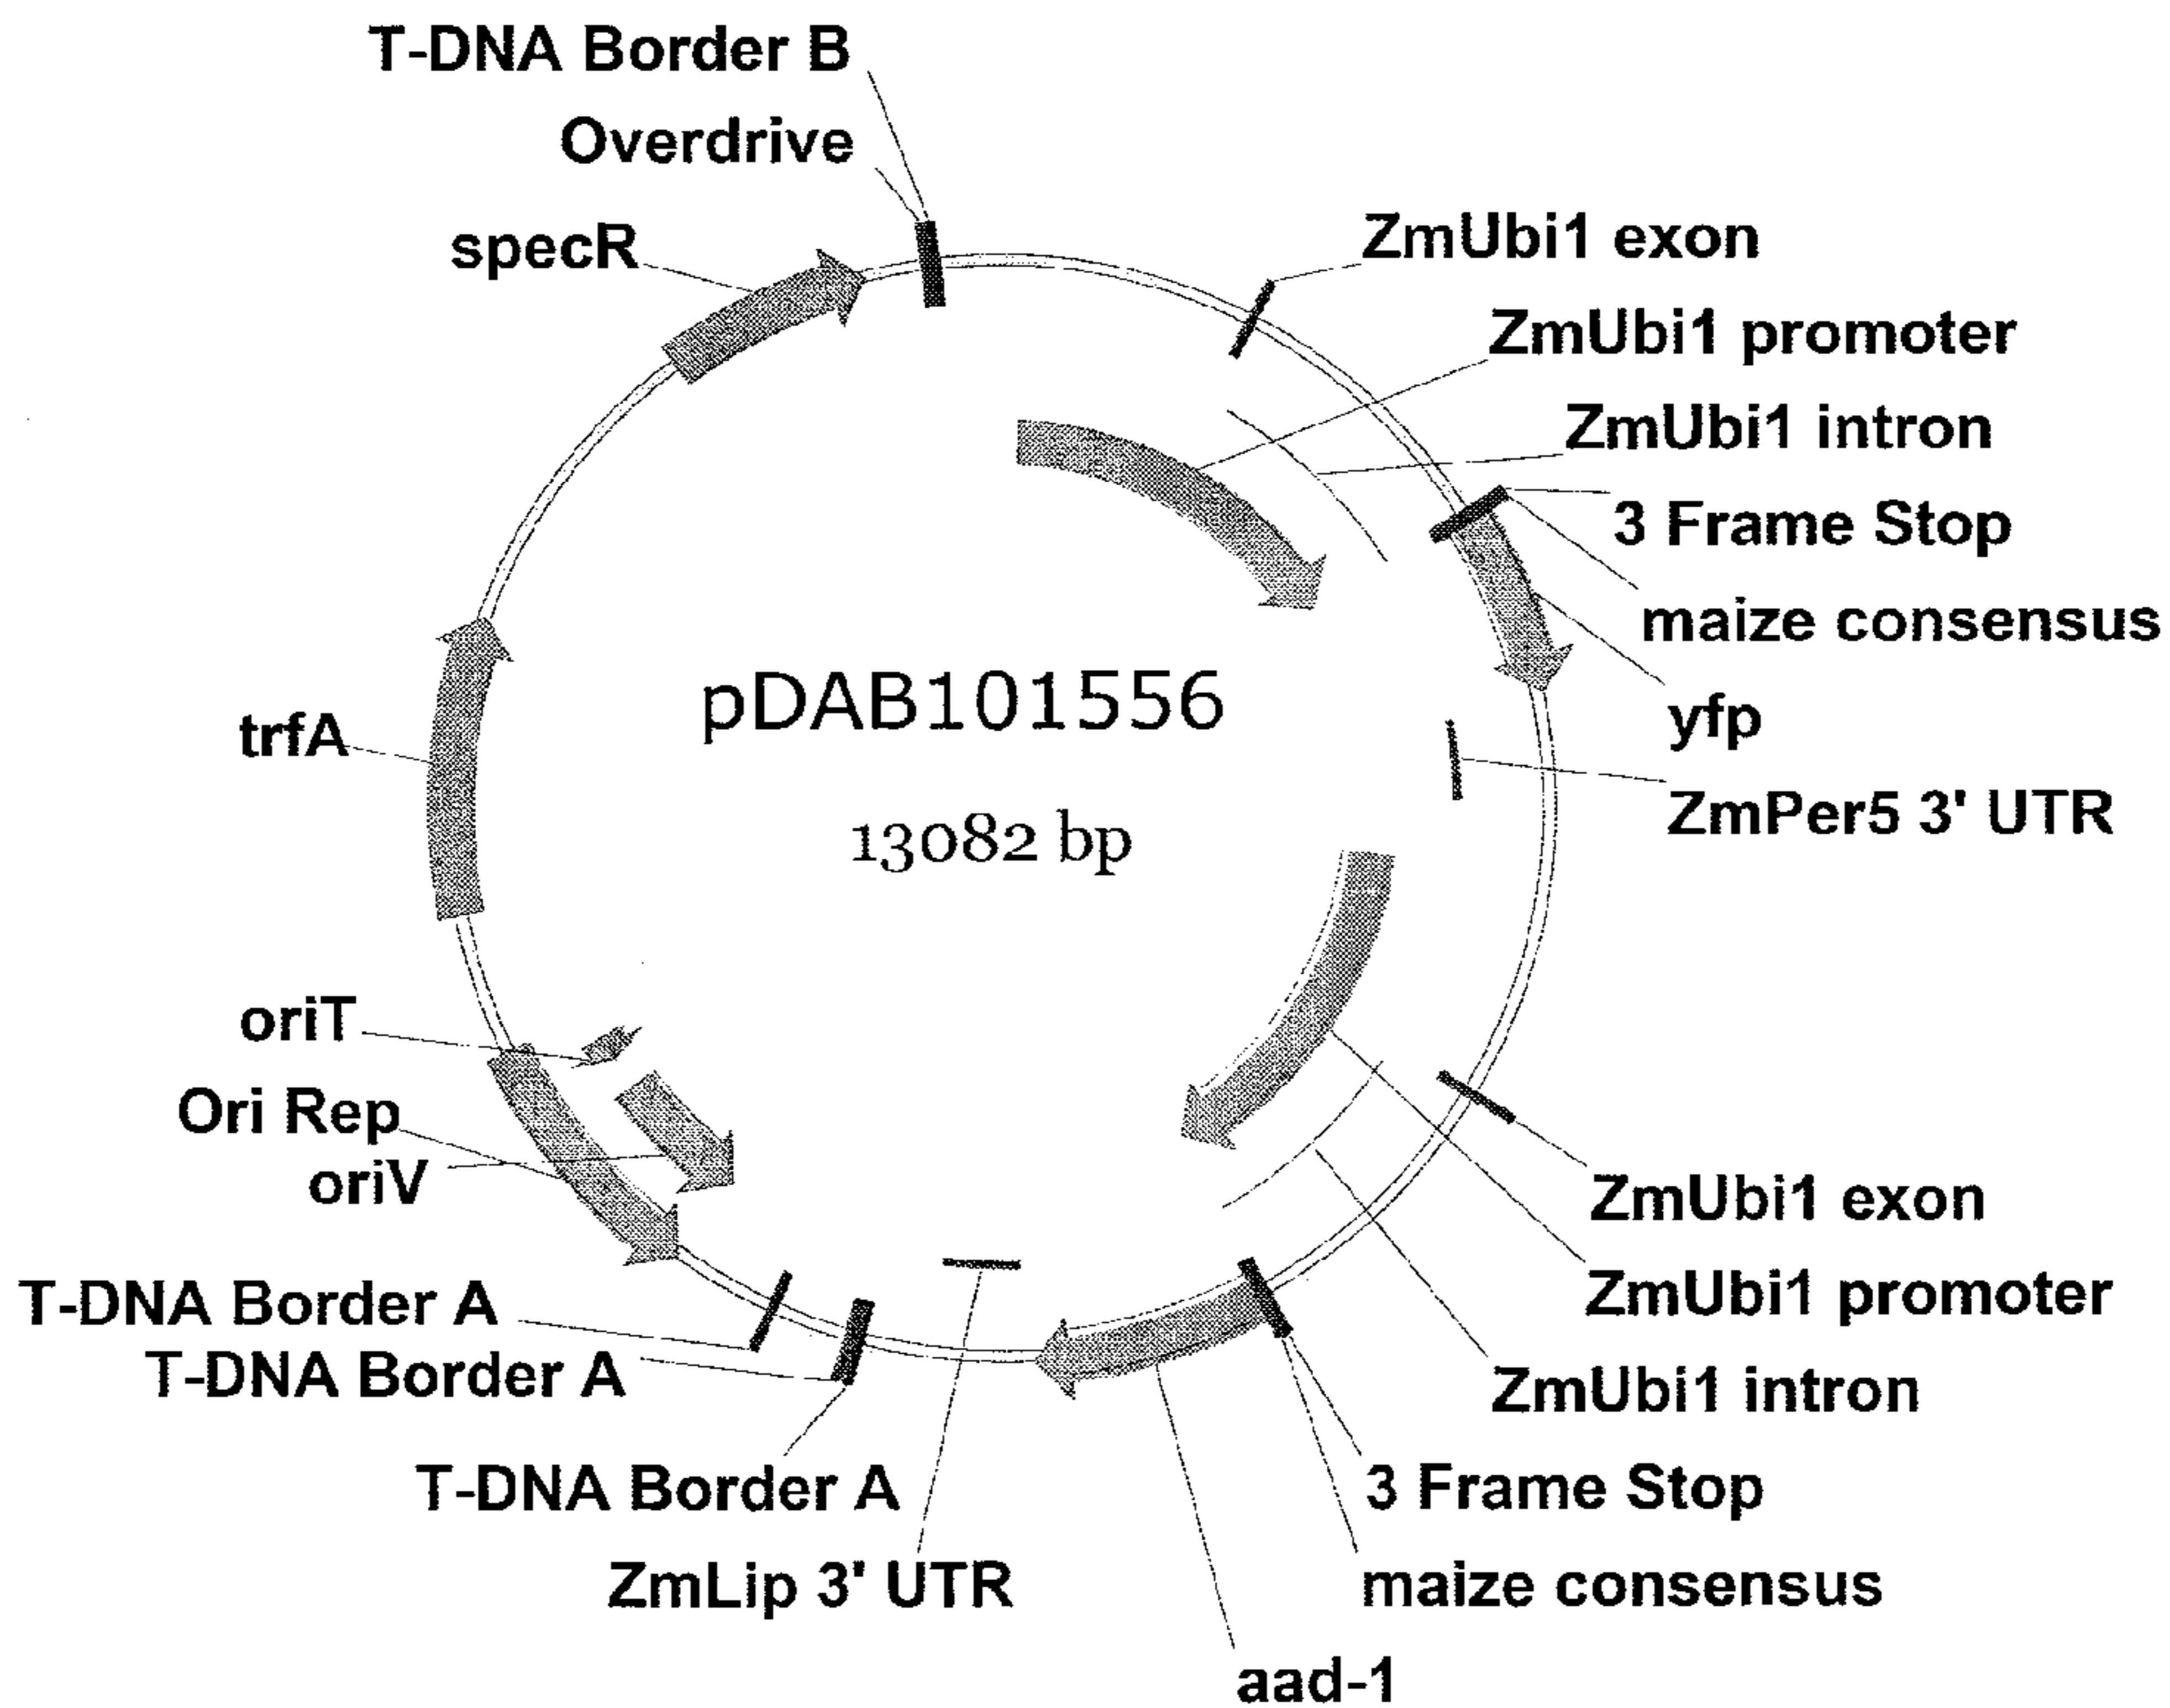 T-DNA Border B
Overdrive
specR
ZmUbi1 exon
ZmUbi1 promoter
ZmUbi1 intron
3 Frame Stop
maize consensus
yfp
ZmPer5 3' UTR
pDAB101556
13082 bp
trfA
oriT
Ori Rep
oriV
T-DNA Border A
T-DNA Border A
T-DNA Border A
ZmLip 3' UTR
ZmUbi1 exon
ZmUbi1 promoter
ZmUbi1 intron
3 Frame Stop
maize consensus
aad-1